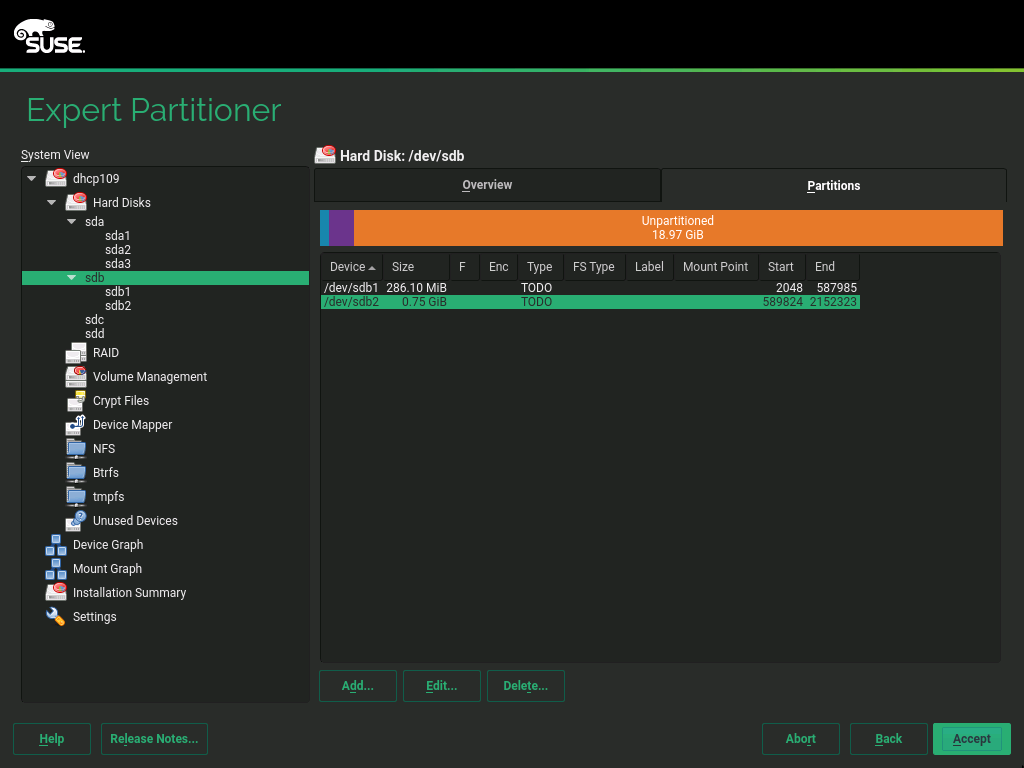 SUSE.
Expert Partitioner
System View
dhcp109
Hard Disks
sda
sda1
sda2
sda3
sdb
sdb1
sdb2
sdc
sdd
RAID
Volume Management
Crypt Files
Device Mapper
NFS
Btrfs
tmpfs
Unused Devices
Device Graph
Mount Graph
Installation Summary
Settings
Hard Disk: /dev/sdb
Overview Partitions
Unpartitioned
18.97 GiB
Device Size F Enc Type FS Type Label Mount Point Start End
/dev/sdb1 286.10 MiB TODO 2048 587985
/dev/sdb2 0.75 GiB TODO 589824 2152323
Add... Edit... Delete...
Help Release Notes... Abort Back Accept